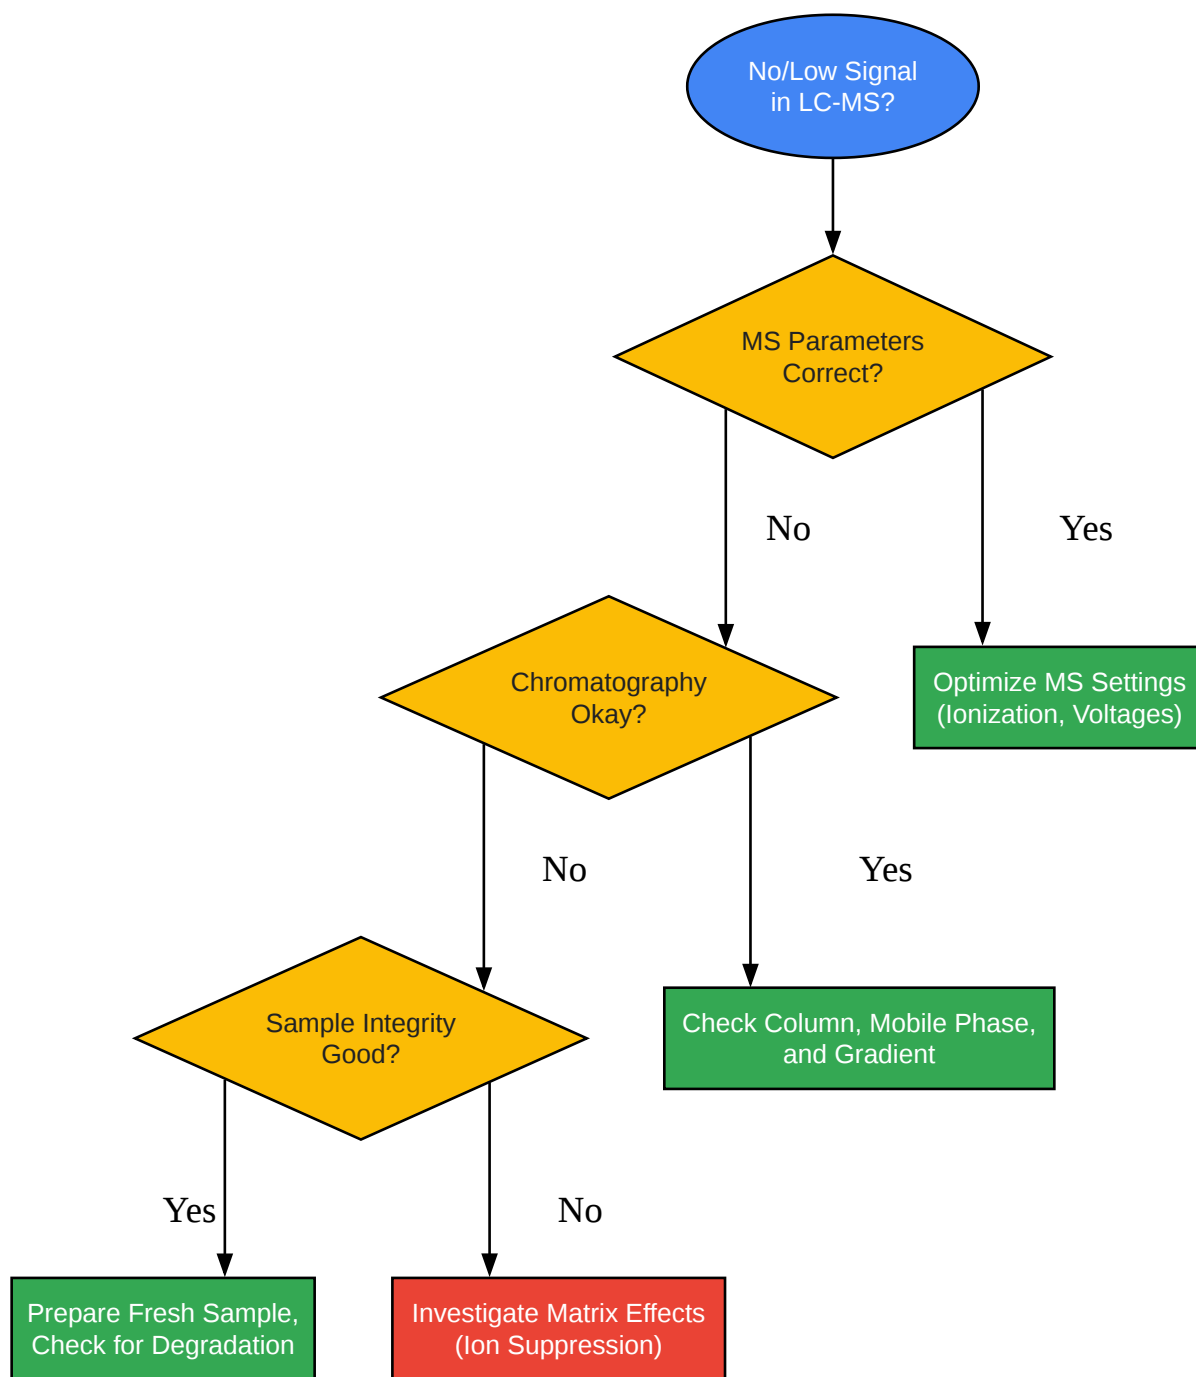 No/Low Signal
in LC-MS?
MS Parameters
Correct?
No
Yes
Chromatography
Okay?
Optimize MS Settings
(Ionization, Voltages)
No
Yes
Sample Integrity
Good?
Check Column, Mobile Phase,
and Gradient
Yes
No
Prepare Fresh Sample,
Check for Degradation
Investigate Matrix Effects
(Ion Suppression)